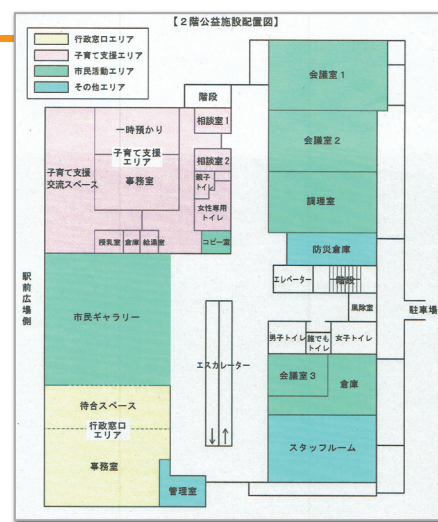 【2階公益施設配置図】
行政窓口エリア
子育て支援エリア
市民活動エリア
その他エリア
階段
会議室1
相談室1
一時預かり
会議室2
子育て支援
エリア
相談室2
子育て支援
交流スペース
事務室
親子
トイレ
調理室
女性専用
トイレ
授乳室
倉庫
給湯室
コピー室
防災倉庫
エレベーター
階段
駅前広場側
市民ギャラリー
風除室
駐車場
エスカレーター
男子トイレ
誰でも
トイレ
女子トイレ
会議室3
倉庫
待合スペース
行政窓口
エリア
スタッフルーム
事務室
管理室